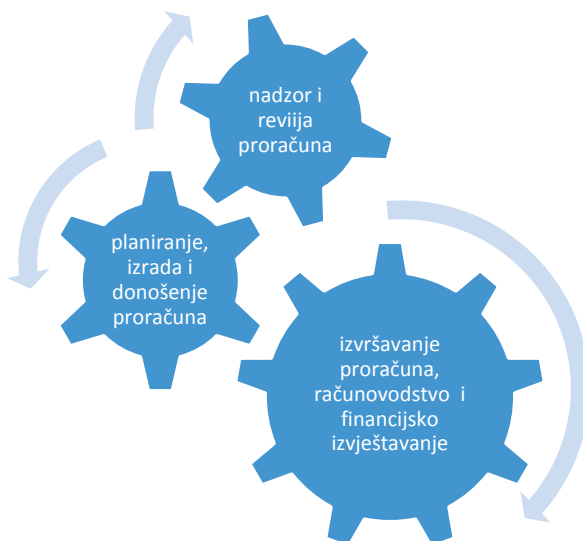 nadzor i
reviija
proračuna
planiranje,
izrada i
donošenje
proračuna
izvršavanje
proračuna,
računovodstvo i
financijsko
izvještavanje